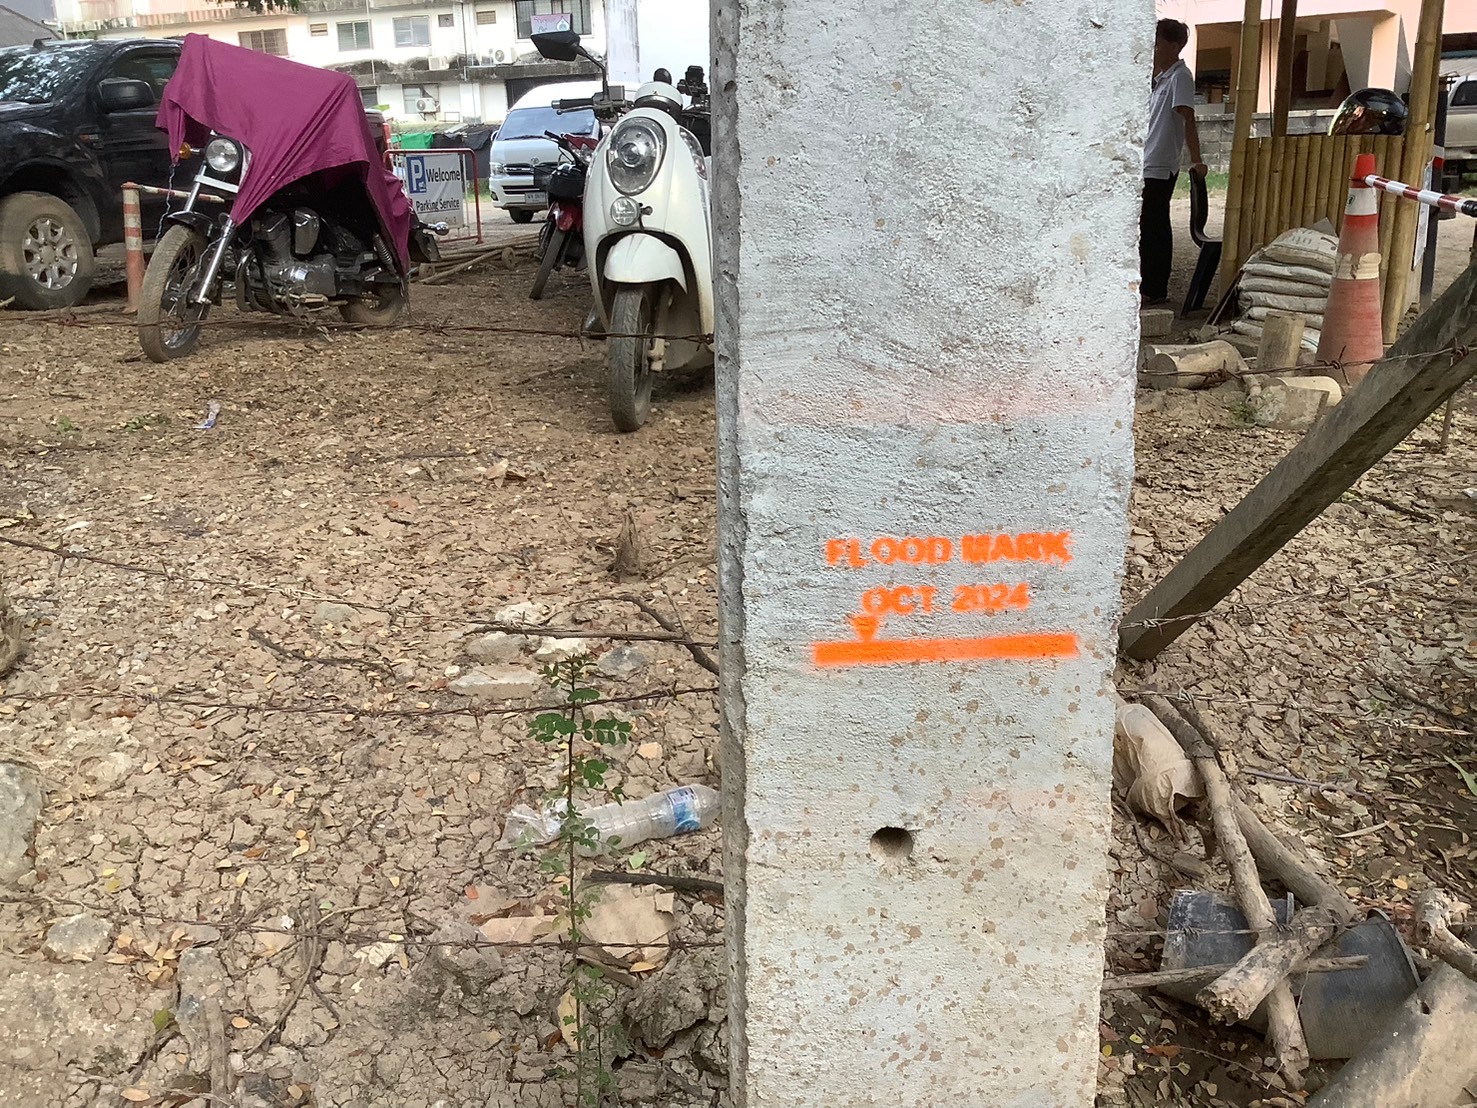 P Welcome
Parking Service
FLOOD MARK
OCT 2024